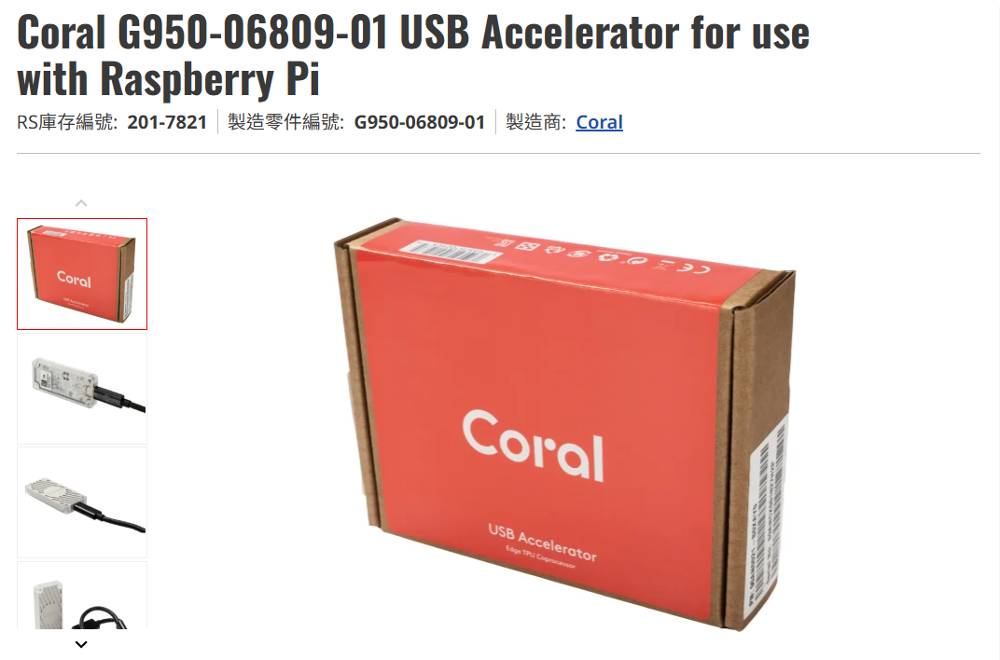 Coral G950-06809-01 USB Accelerator for use
with Raspberry Pi
RS庫存編號: 201-7821 製造零件編號: G950-06809-01 製造商: Coral
Coral
Coral
USB Accelerator
Edge TPU Coprocessor